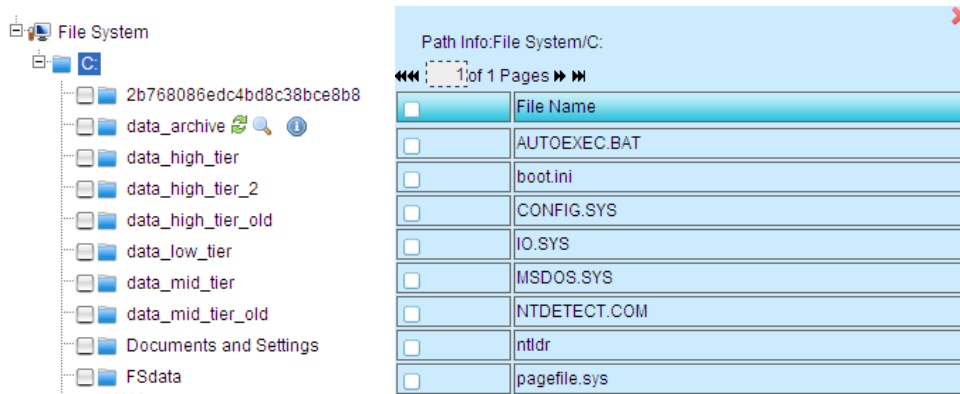 File System
C:
2b768086edc4bd8c38bce8b8
data_archive
data_high_tier
data_high_tier_2
data_high_tier_old
data_low_tier
data_mid_tier
data_mid_tier_old
Documents and Settings
FSdata
Path Info:File System/C:
1 of 1 Pages
File Name
AUTOEXEC.BAT
boot.ini
CONFIG.SYS
IO.SYS
MSDOS.SYS
NTDETECT.COM
ntldr
pagefile.sys